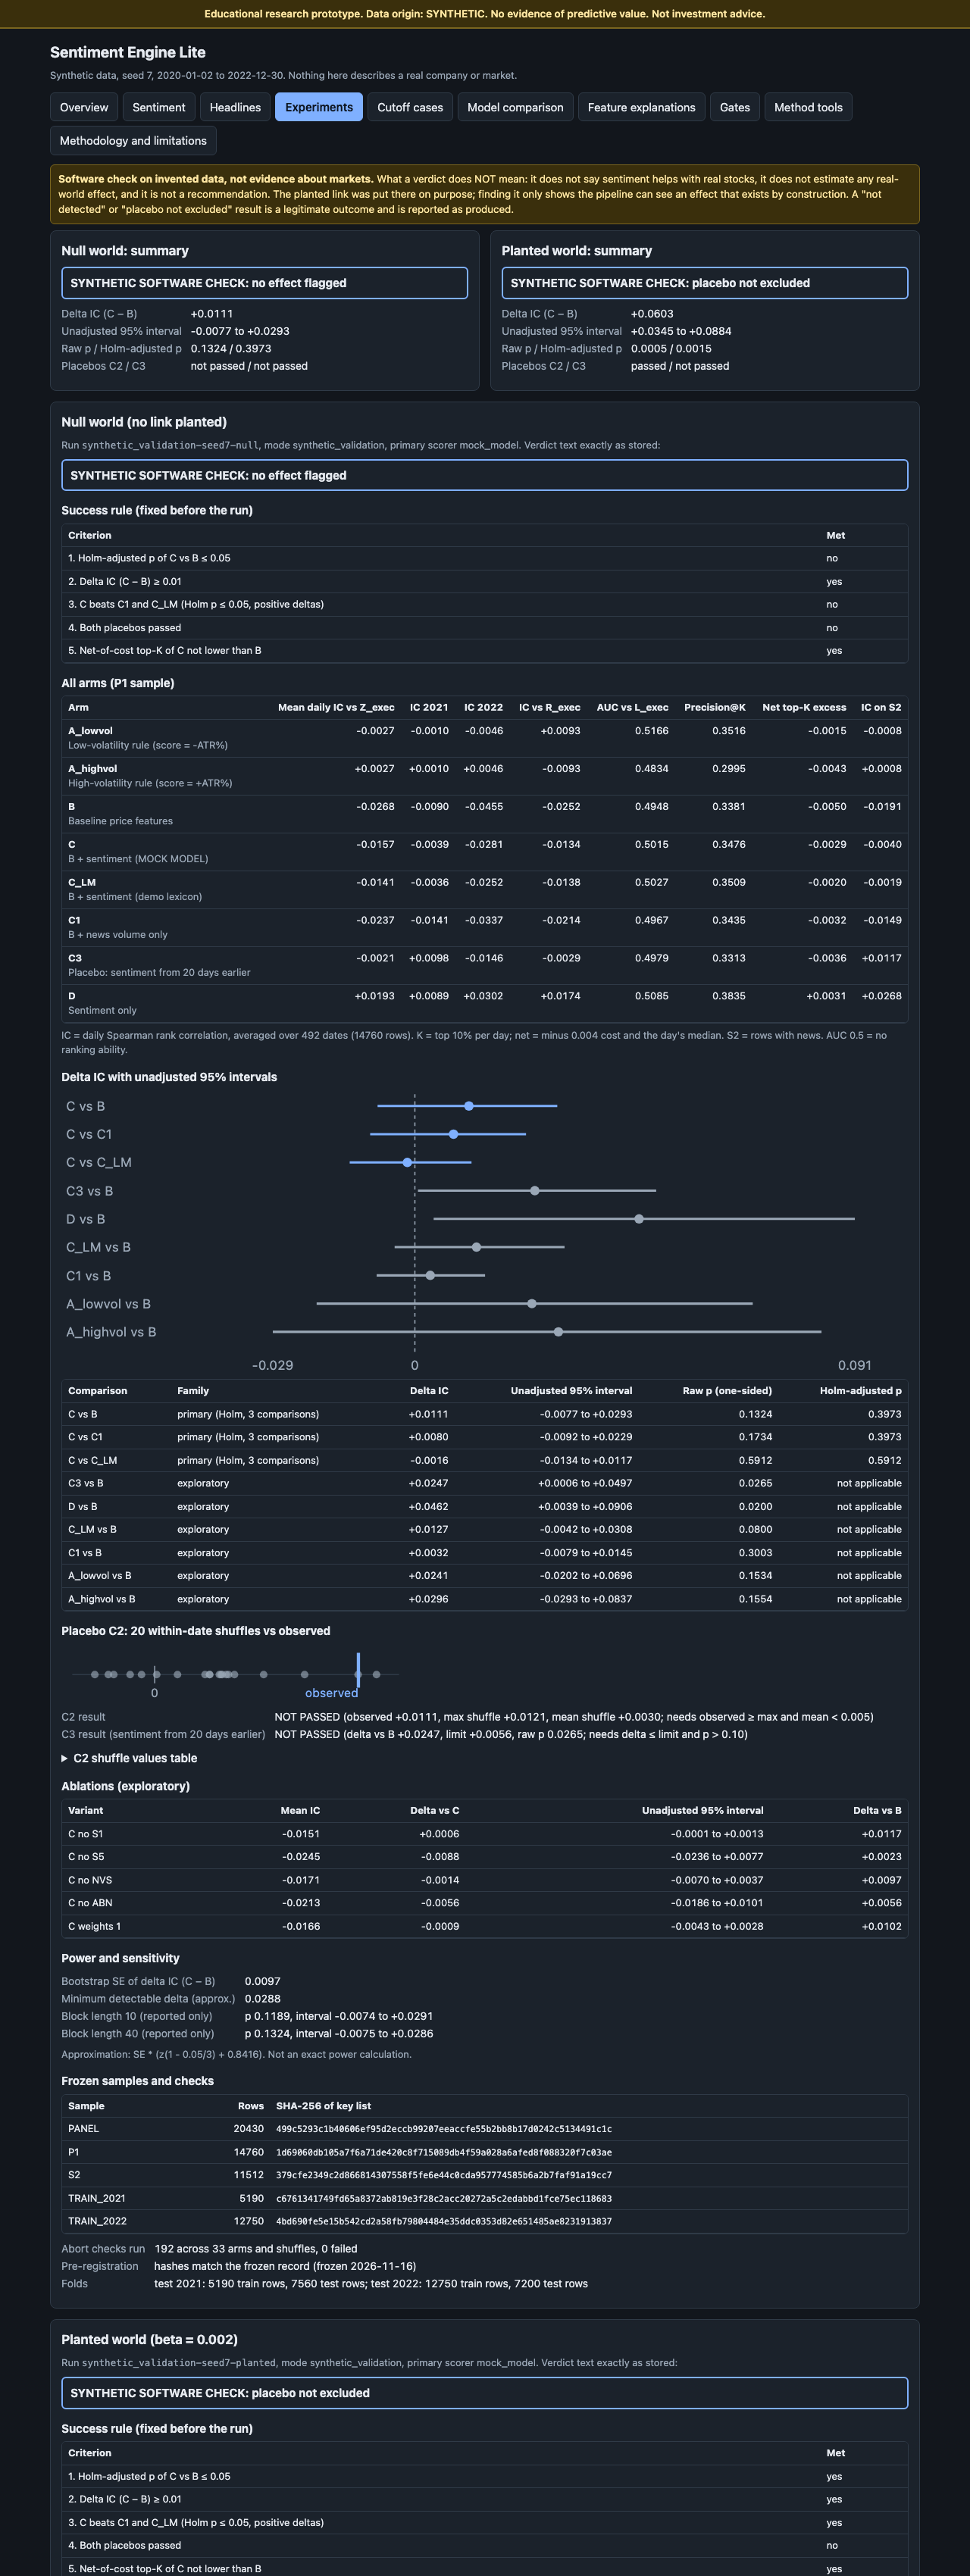 Educational research prototype. Data origin: SYNTHETIC. No evidence of predictive value. Not investment advice.
Sentiment Engine Lite
Synthetic data, seed 7, 2020-01-02 to 2022-12-30. Nothing here describes a real company or market.
Overview Sentiment Headlines Experiments Cutoff cases Model comparison Feature explanations Gates Method tools
Methodology and limitations
Software check on invented data, not evidence about markets. What a verdict does NOT mean: it does not say sentiment helps with real stocks, it does not estimate any real-
world effect, and it is not a recommendation. The planted link was put there on purpose; finding it only shows the pipeline can see an effect that exists by construction. A "not
detected" or "placebo not excluded" result is a legitimate outcome and is reported as produced.
Null world: summary
SYNTHETIC SOFTWARE CHECK: no effect flagged
Delta IC (C − B) +0.0111
Unadjusted 95% interval -0.0077 to +0.0293
Raw p / Holm-adjusted p 0.1324 / 0.3973
Placebos C2 / C3 not passed / not passed
Planted world: summary
SYNTHETIC SOFTWARE CHECK: placebo not excluded
Delta IC (C − B) +0.0603
Unadjusted 95% interval +0.0345 to +0.0884
Raw p / Holm-adjusted p 0.0005 / 0.0015
Placebos C2 / C3 passed / not passed
Null world (no link planted)
Run synthetic_validation-seed7-null, mode synthetic_validation, primary scorer mock_model. Verdict text exactly as stored:
SYNTHETIC SOFTWARE CHECK: no effect flagged
Success rule (fixed before the run)
Criterion Met
1. Holm-adjusted p of C vs B ≤ 0.05 no
2. Delta IC (C − B) ≥ 0.01 yes
3. C beats C1 and C_LM (Holm p ≤ 0.05, positive deltas) no
4. Both placebos passed no
5. Net-of-cost top-K of C not lower than B yes
All arms (P1 sample)
Arm Mean daily IC vs Z_exec IC 2021 IC 2022 IC vs R_exec AUC vs L_exec Precision@K Net top-K excess IC on S2
A_lowvol -0.0027 -0.0010 -0.0046 +0.0093 0.5166 0.3516 -0.0015 -0.0008
Low-volatility rule (score = -ATR%)
A_highvol +0.0027 +0.0010 +0.0046 -0.0093 0.4834 0.2995 -0.0043 +0.0008
High-volatility rule (score = +ATR%)
B -0.0268 -0.0090 -0.0455 -0.0252 0.4948 0.3381 -0.0050 -0.0191
Baseline price features
C -0.0157 -0.0039 -0.0281 -0.0134 0.5015 0.3476 -0.0029 -0.0040
B + sentiment (MOCK MODEL)
C_LM -0.0141 -0.0036 -0.0252 -0.0138 0.5027 0.3509 -0.0020 -0.0019
B + sentiment (demo lexicon)
C1 -0.0237 -0.0141 -0.0337 -0.0214 0.4967 0.3435 -0.0032 -0.0149
B + news volume only
C3 -0.0021 +0.0098 -0.0146 -0.0029 0.4979 0.3313 -0.0036 +0.0117
Placebo: sentiment from 20 days earlier
D +0.0193 +0.0089 +0.0302 +0.0174 0.5085 0.3835 +0.0031 +0.0268
Sentiment only
IC = daily Spearman rank correlation, averaged over 492 dates (14760 rows). K = top 10% per day; net = minus 0.004 cost and the day's median. S2 = rows with news. AUC 0.5 = no
ranking ability.
Delta IC with unadjusted 95% intervals
C vs B
C vs C1
C vs C_LM
C3 vs B
D vs B
C_LM vs B
C1 vs B
A_lowvol vs B
A_highvol vs B
-0.029 0 0.091
Comparison Family Delta IC Unadjusted 95% interval Raw p (one-sided) Holm-adjusted p
C vs B primary (Holm, 3 comparisons) +0.0111 -0.0077 to +0.0293 0.1324 0.3973
C vs C1 primary (Holm, 3 comparisons) +0.0080 -0.0092 to +0.0229 0.1734 0.3973
C vs C_LM primary (Holm, 3 comparisons) -0.0016 -0.0134 to +0.0117 0.5912 0.5912
C3 vs B exploratory +0.0247 +0.0006 to +0.0497 0.0265 not applicable
D vs B exploratory +0.0462 +0.0039 to +0.0906 0.0200 not applicable
C_LM vs B exploratory +0.0127 -0.0042 to +0.0308 0.0800 not applicable
C1 vs B exploratory +0.0032 -0.0079 to +0.0145 0.3003 not applicable
A_lowvol vs B exploratory +0.0241 -0.0202 to +0.0696 0.1534 not applicable
A_highvol vs B exploratory +0.0296 -0.0293 to +0.0837 0.1554 not applicable
Placebo C2: 20 within-date shuffles vs observed
0 observed
C2 result NOT PASSED (observed +0.0111, max shuffle +0.0121, mean shuffle +0.0030; needs observed ≥ max and mean < 0.005)
C3 result (sentiment from 20 days earlier) NOT PASSED (delta vs B +0.0247, limit +0.0056, raw p 0.0265; needs delta ≤ limit and p > 0.10)
▶ C2 shuffle values table
Ablations (exploratory)
Variant Mean IC Delta vs C Unadjusted 95% interval Delta vs B
C no S1 -0.0151 +0.0006 -0.0001 to +0.0013 +0.0117
C no S5 -0.0245 -0.0088 -0.0236 to +0.0077 +0.0023
C no NVS -0.0171 -0.0014 -0.0070 to +0.0037 +0.0097
C no ABN -0.0213 -0.0056 -0.0186 to +0.0101 +0.0056
C weights 1 -0.0166 -0.0009 -0.0043 to +0.0028 +0.0102
Power and sensitivity
Bootstrap SE of delta IC (C − B) 0.0097
Minimum detectable delta (approx.) 0.0288
Block length 10 (reported only) p 0.1189, interval -0.0074 to +0.0291
Block length 40 (reported only) p 0.1324, interval -0.0075 to +0.0286
Approximation: SE * (z(1 - 0.05/3) + 0.8416). Not an exact power calculation.
Frozen samples and checks
Sample Rows SHA-256 of key list
PANEL 20430 499c5293c1b40606ef95d2eccb99207eeaccfe55b2bb8b17d0242c5134491c1c
P1 14760 1d69060db105a7f6a71de420c8f715089db4f59a028a6afed8f088320f7c03ae
S2 11512 379cfe2349c2d866814307558f5fe6e44c0cda957774585b6a2b7faf91a19cc7
TRAIN_2021 5190 c6761341749fd65a8372ab819e3f28c2acc20272a5c2edabbd1fce75ec118683
TRAIN_2022 12750 4bd690fe5e15b542cd2a58fb79804484e35ddc0353d82e651485ae8231913837
Abort checks run 192 across 33 arms and shuffles, 0 failed
Pre-registration hashes match the frozen record (frozen 2026-11-16)
Folds test 2021: 5190 train rows, 7560 test rows; test 2022: 12750 train rows, 7200 test rows
Planted world (beta = 0.002)
Run synthetic_validation-seed7-planted, mode synthetic_validation, primary scorer mock_model. Verdict text exactly as stored:
SYNTHETIC SOFTWARE CHECK: placebo not excluded
Success rule (fixed before the run)
Criterion Met
1. Holm-adjusted p of C vs B ≤ 0.05 yes
2. Delta IC (C − B) ≥ 0.01 yes
3. C beats C1 and C_LM (Holm p ≤ 0.05, positive deltas) yes
4. Both placebos passed no
5. Net-of-cost top-K of C not lower than B yes